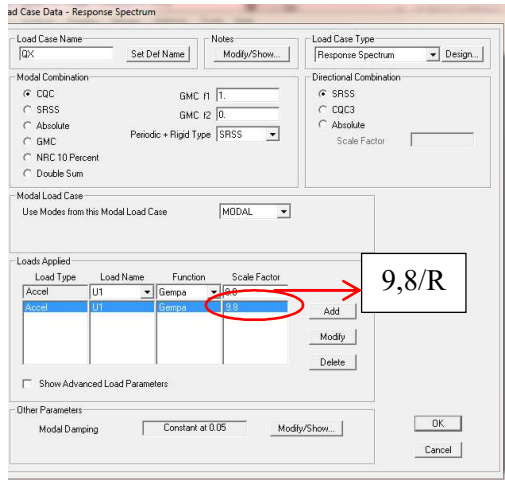 ad Case Data - Response Spectrum
Load Case Name
Notes
Load Case Type
QX
Set Def Name
Modify/Show...
Response Spectrum
Design...
Modal Combination
Directional Combination
CQC
GMC f1
1.
SRSS
SRSS
GMC f2
0.
CQC3
Absolute
Periodic + Rigid Type
SRSS
Absolute
GMC
Scale Factor
NRC 10 Percent
Double Sum
Modal Load Case
Use Modes from this Modal Load Case
MODAL
Loads Applied
Load Type
Load Name
Function
Scale Factor
Accel
U1
Gempa
9.8
Accel
U1
Gempa
9.8
9,8/R
Add
Modify
Delete
Show Advanced Load Parameters
Other Parameters
Modal Damping
Constant at 0.05
Modify/Show...
OK
Cancel